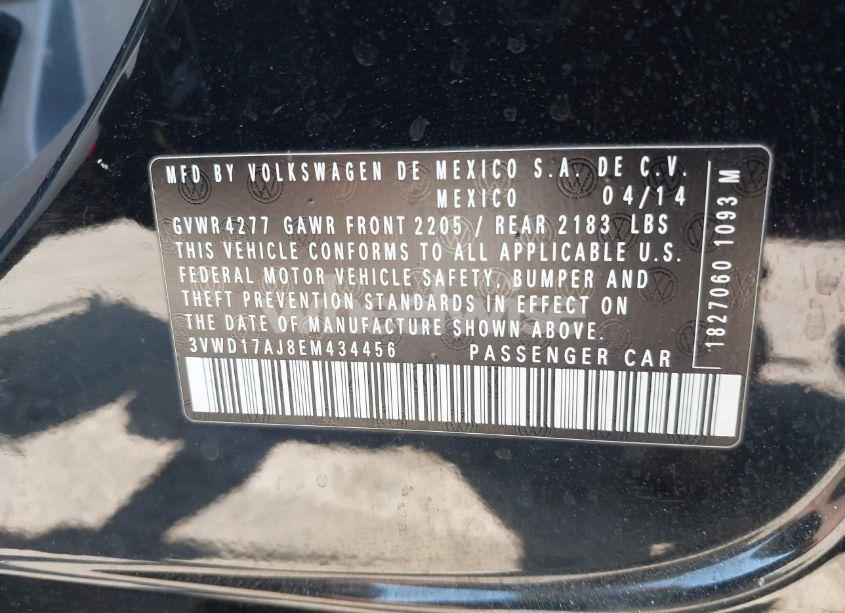 MFD BY VOLKSWAGEN DE MEXICO S.A. DE C.V.
MEXICO 04/14
GVWR4277 GAWR FRONT 2205 / REAR 2183 LBS
THIS VEHICLE CONFORMS TO ALL APPLICABLE U.S.
FEDERAL MOTOR VEHICLE SAFETY, BUMPER AND
THEFT PREVENTION STANDARDS IN EFFECT ON
THE DATE OF MANUFACTURE SHOWN ABOVE.
3VWD17AJ8EM434456 PASSENGER CAR
1827060 1093 M